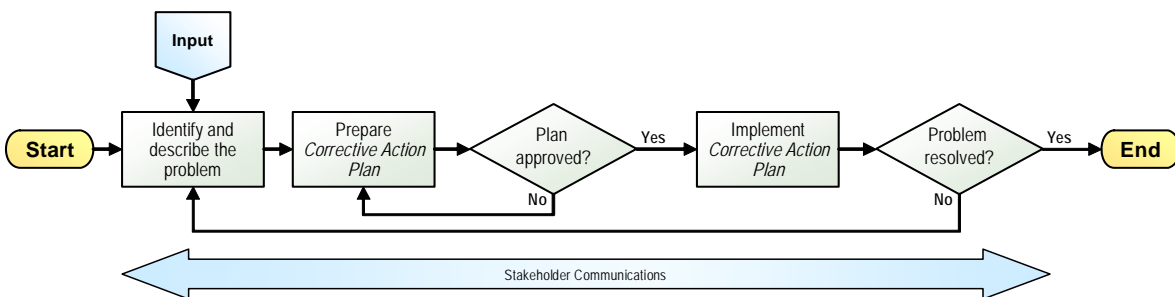 Input
Start
Identify and
describe the
problem
Prepare
Corrective Action
Plan
Plan
approved?
Yes
No
Implement
Corrective Action
Plan
Problem
resolved?
Yes
No
End
Stakeholder Communications